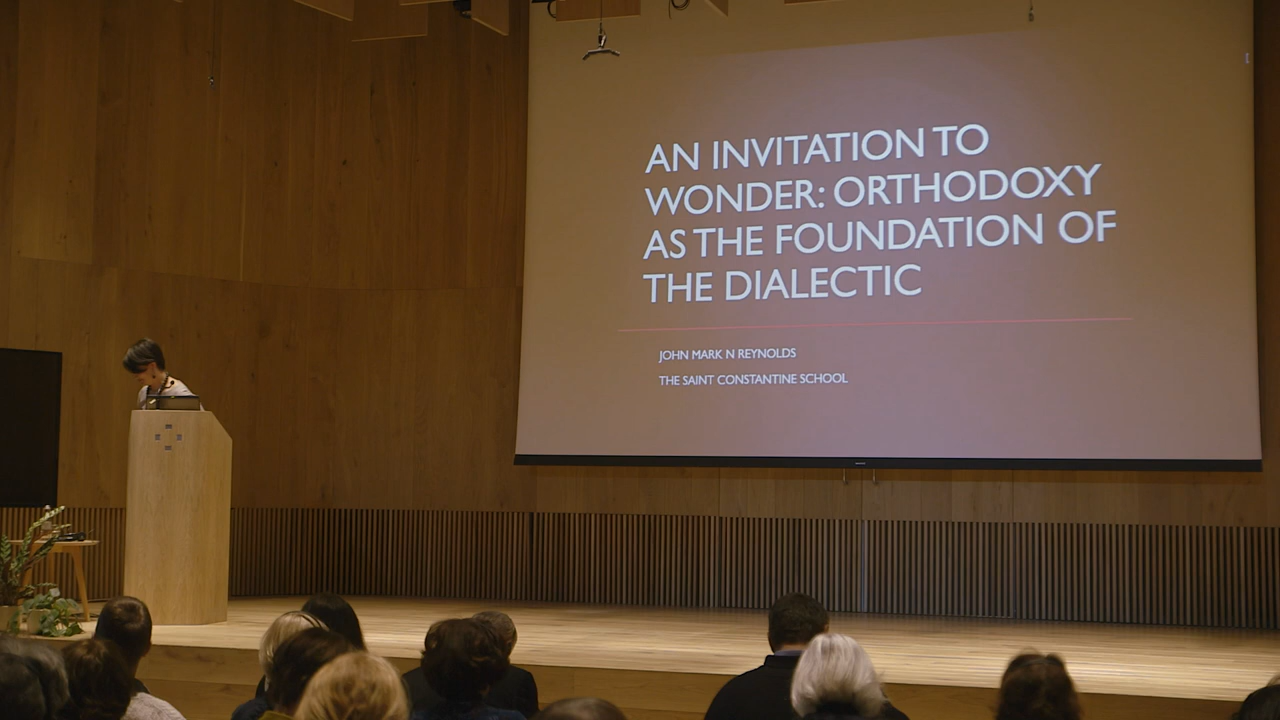 AN INVITATION TO
WONDER: ORTHODOXY
AS THE FOUNDATION OF
THE DIALECTIC
JOHN MARK N REYNOLDS
THE SAINT CONSTANTINE SCHOOL